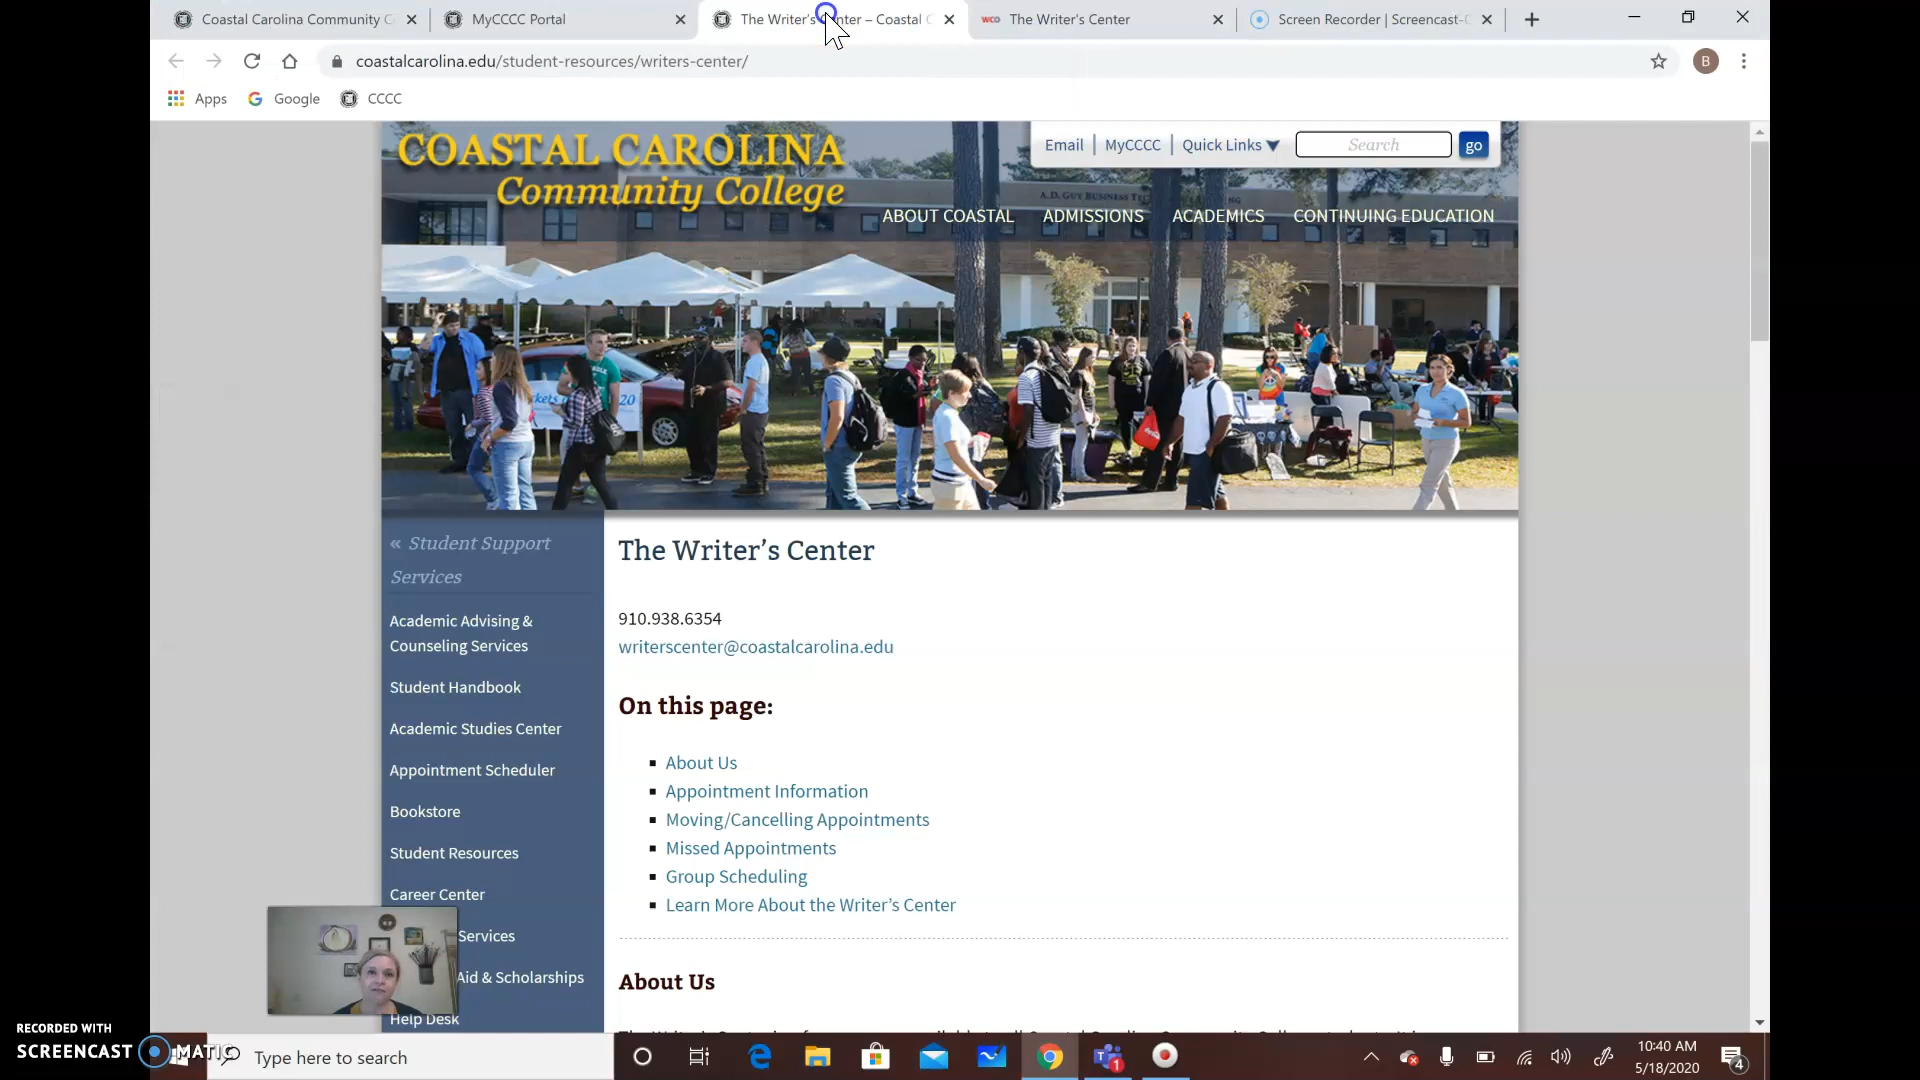 Coastal Carolina Community C
MyCCCC Portal
The Writer's Center – Coastal C
The Writer's Center
Screen Recorder | Screencast-O
coastalcarolina.edu/student-resources/writers-center/
B
Apps
Google
CCCC
COASTAL CAROLINA
Community College
Email
MyCCCC
Quick Links
Search
go
ABOUT COASTAL
ADMISSIONS
ACADEMICS
CONTINUING EDUCATION
« Student Support
Services
Academic Advising &
Counseling Services
Student Handbook
Academic Studies Center
Appointment Scheduler
Bookstore
Student Resources
Career Center
Services
Aid & Scholarships
Help Desk
The Writer’s Center
910.938.6354
writerscenter@coastalcarolina.edu
On this page:
About Us
Appointment Information
Moving/Cancelling Appointments
Missed Appointments
Group Scheduling
Learn More About the Writer’s Center
About Us
RECORDED WITH
SCREENCAST MATIC
Type here to search
1
10:40 AM
5/18/2020
4